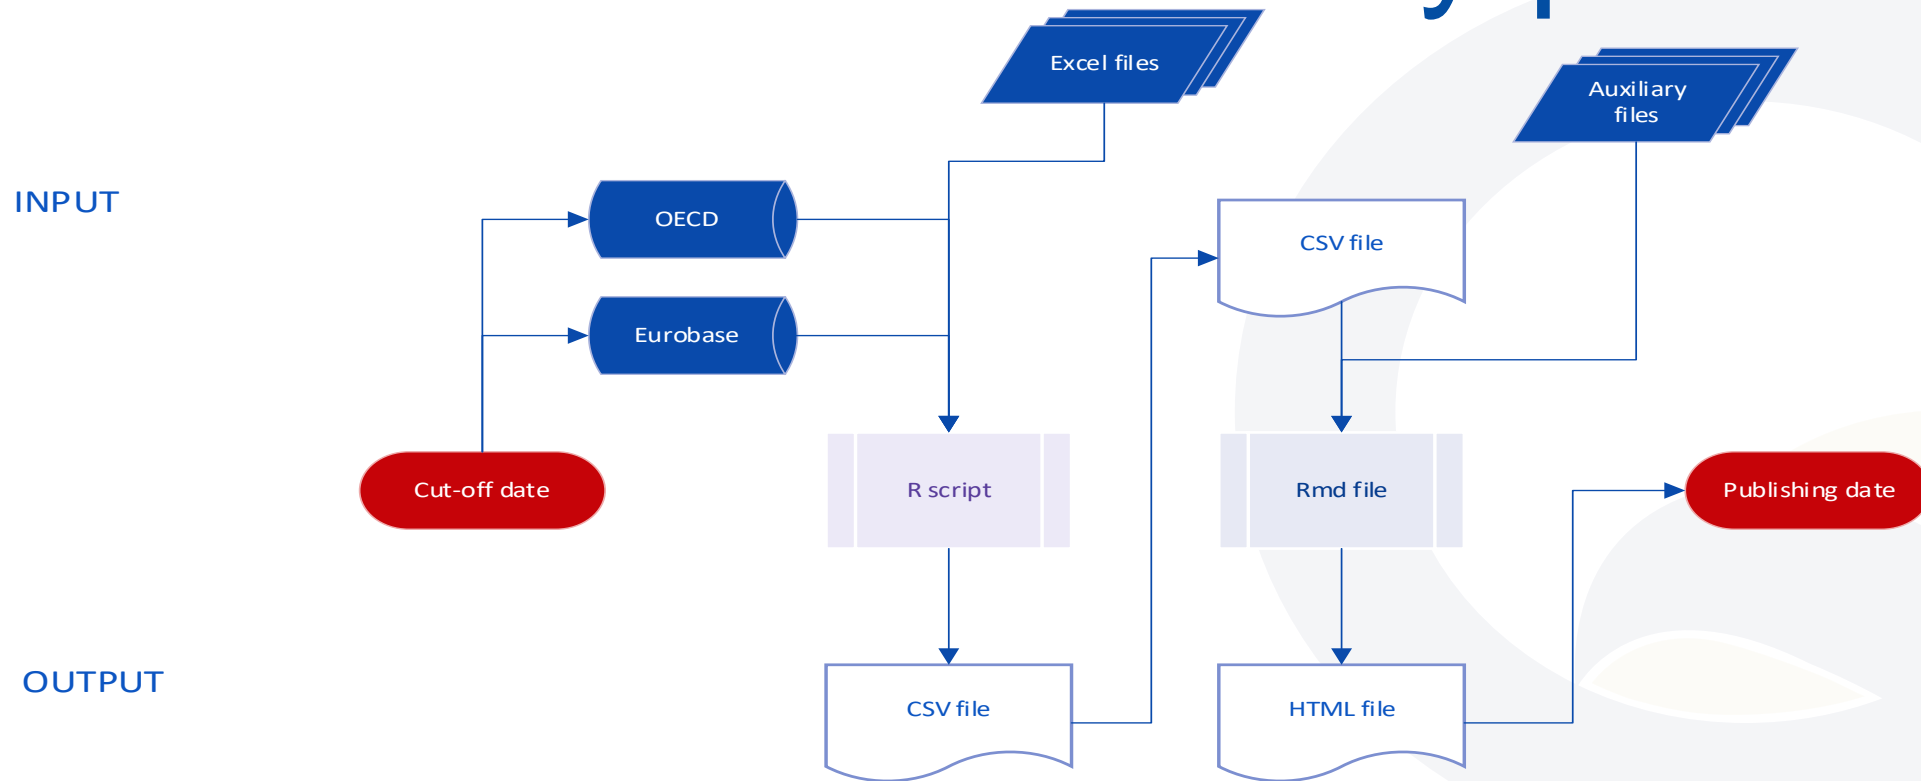 Excel files
Auxiliary
files
INPUT
OECD
CSV file
Eurobase
Cut-off date
R script
Rmd file
Publishing date
OUTPUT
CSV file
HTML file